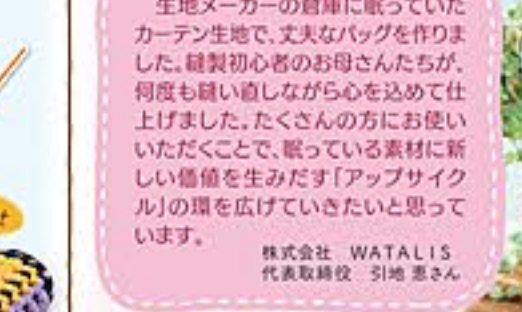 生地メーカーの倉庫に眠っていた
カーテン生地で、丈夫なバッグを作りま
した。縫製初心者のお母さんたちが、
何度も縫い直しながら心を込めて仕
上げました。たくさんの方にお使い
いただくことで、眠っている素材に新
しい価値を生みだす「アップサイク
ル」の環を広げていきたいと思って
います。
株式会社 WATALIS
代表取締役 引地 恵さん